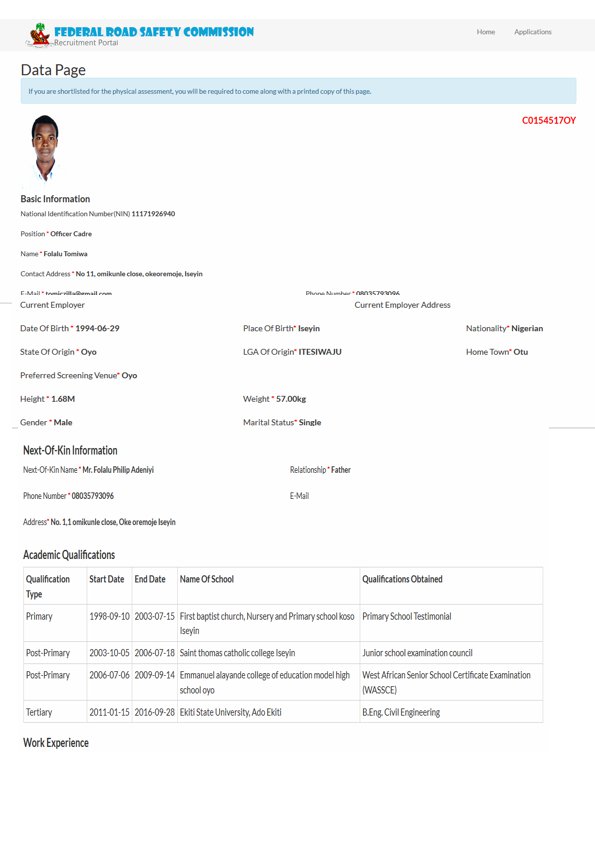 FEDERAL ROAD SAFETY COMMISSION
Recruitment Portal
Home Applications
Data Page
If you are shortlisted for the physical assessment, you will be required to come along with a printed copy of this page.
C0154517OY
Basic Information
National Identification Number(NIN) 11171926940
Position * Officer Cadre
Name * Folalu Tomiwa
Contact Address * No 11, omikunle close, okeoremoje, Iseyin
E-Mail * tomiczilla@gmail.com Phone Number * 08035793096
Current Employer Current Employer Address
Date Of Birth * 1994-06-29 Place Of Birth* Iseyin Nationality* Nigerian
State Of Origin * Oyo LGA Of Origin* ITESIWAJU Home Town* Otu
Preferred Screening Venue* Oyo
Height * 1.68M Weight * 57.00kg
Gender * Male Marital Status* Single
Next-Of-Kin Information
Next-Of-Kin Name * Mr. Folalu Philip Adeniyi Relationship * Father
Phone Number * 08035793096 E-Mail
Address* No. 1,1 omikunle close, Oke oremoje Iseyin
Academic Qualifications
Qualification Type Start Date End Date Name Of School Qualifications Obtained
Primary 1998-09-10 2003-07-15 First baptist church, Nursery and Primary school koso Iseyin Primary School Testimonial
Post-Primary 2003-10-05 2006-07-18 Saint thomas catholic college Iseyin Junior school examination council
Post-Primary 2006-07-06 2009-09-14 Emmanuel alayande college of education model high school oyo West African Senior School Certificate Examination (WASSCE)
Tertiary 2011-01-15 2016-09-28 Ekiti State University, Ado Ekiti B.Eng. Civil Engineering
Work Experience